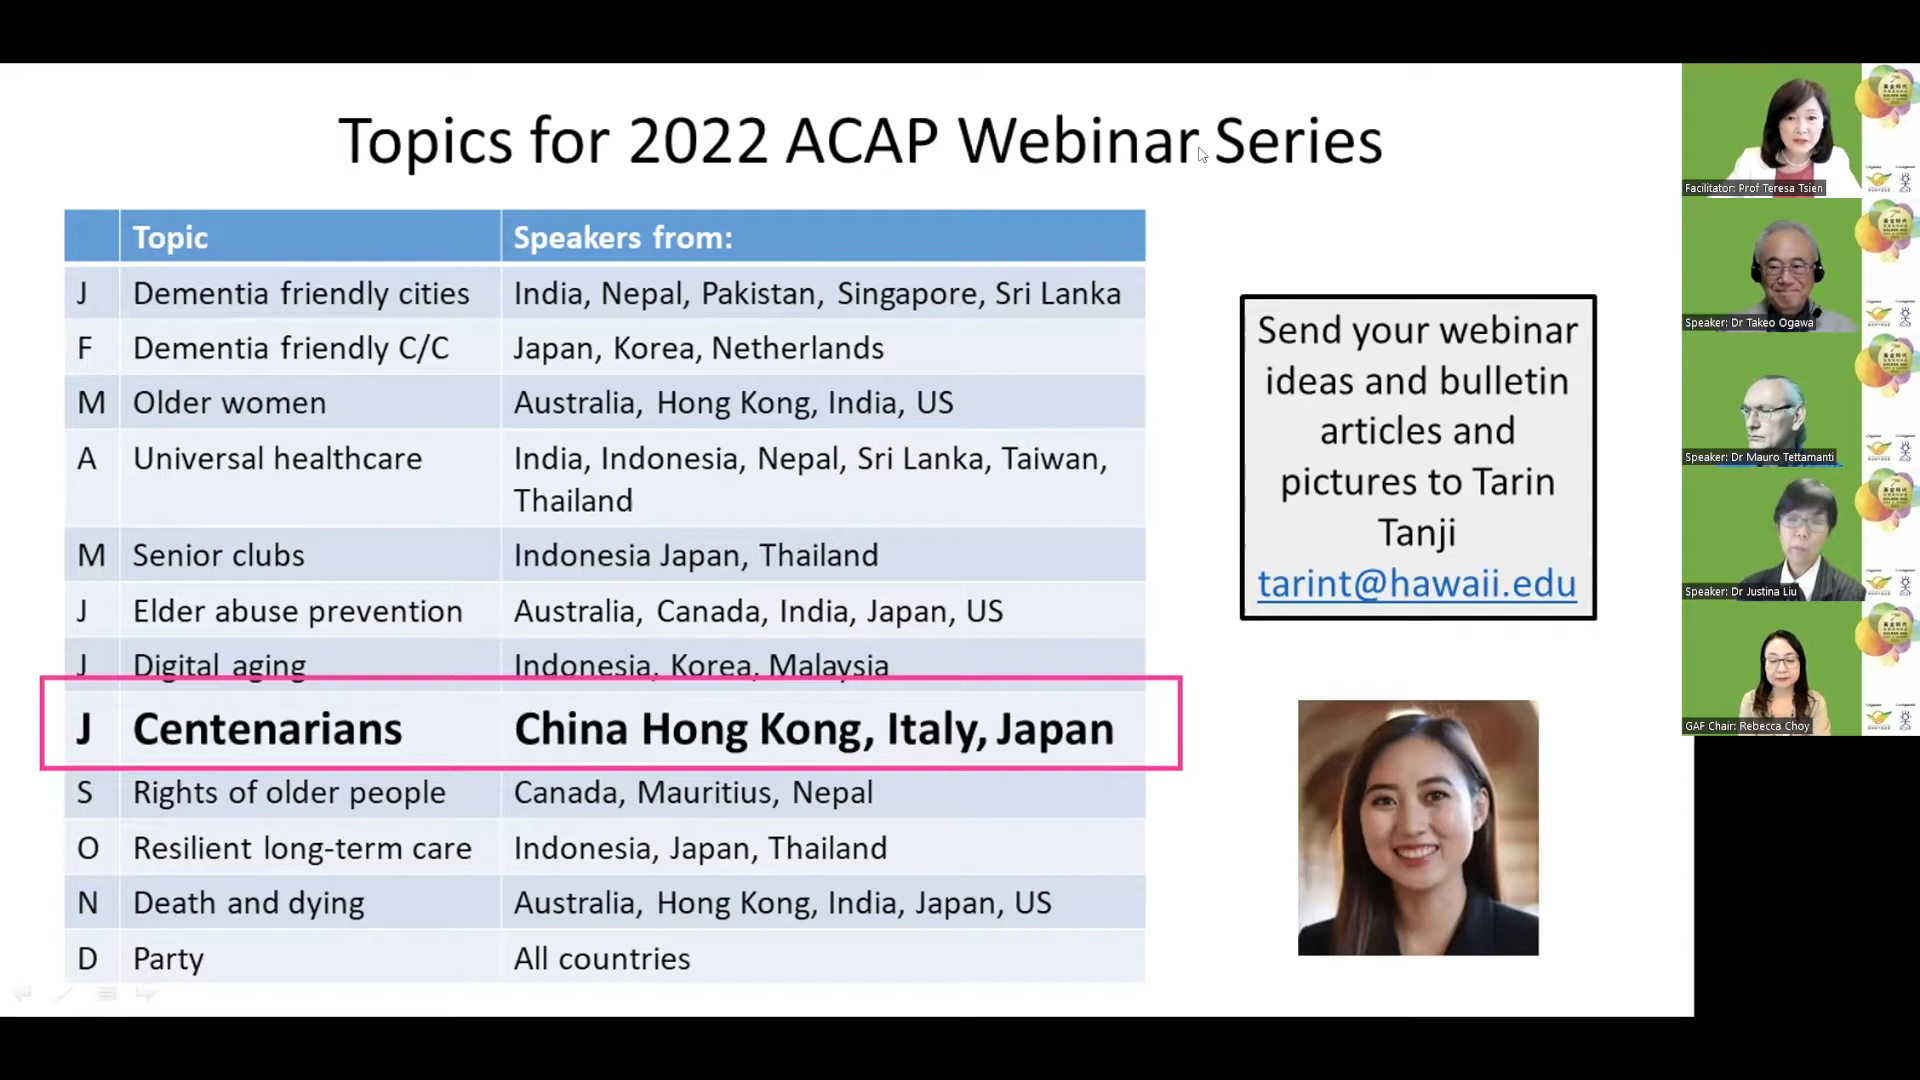 Topics for 2022 ACAP Webinar Series
Topic Speakers from:
J Dementia friendly cities India, Nepal, Pakistan, Singapore, Sri Lanka
F Dementia friendly C/C Japan, Korea, Netherlands
M Older women Australia, Hong Kong, India, US
A Universal healthcare India, Indonesia, Nepal, Sri Lanka, Taiwan,
Thailand
M Senior clubs Indonesia Japan, Thailand
J Elder abuse prevention Australia, Canada, India, Japan, US
J Digital aging Indonesia, Korea, Malaysia
J Centenarians China Hong Kong, Italy, Japan
S Rights of older people Canada, Mauritius, Nepal
O Resilient long-term care Indonesia, Japan, Thailand
N Death and dying Australia, Hong Kong, India, Japan, US
D Party All countries
Send your webinar
ideas and bulletin
articles and
pictures to Tarin
Tanji
tarint@hawaii.edu
Facilitator: Prof Teresa Tsien
Speaker: Dr Takeo Ogawa
Speaker: Dr Mauro Tettamanti
Speaker: Dr Justina Liu
GAF Chair: Rebecca Choy